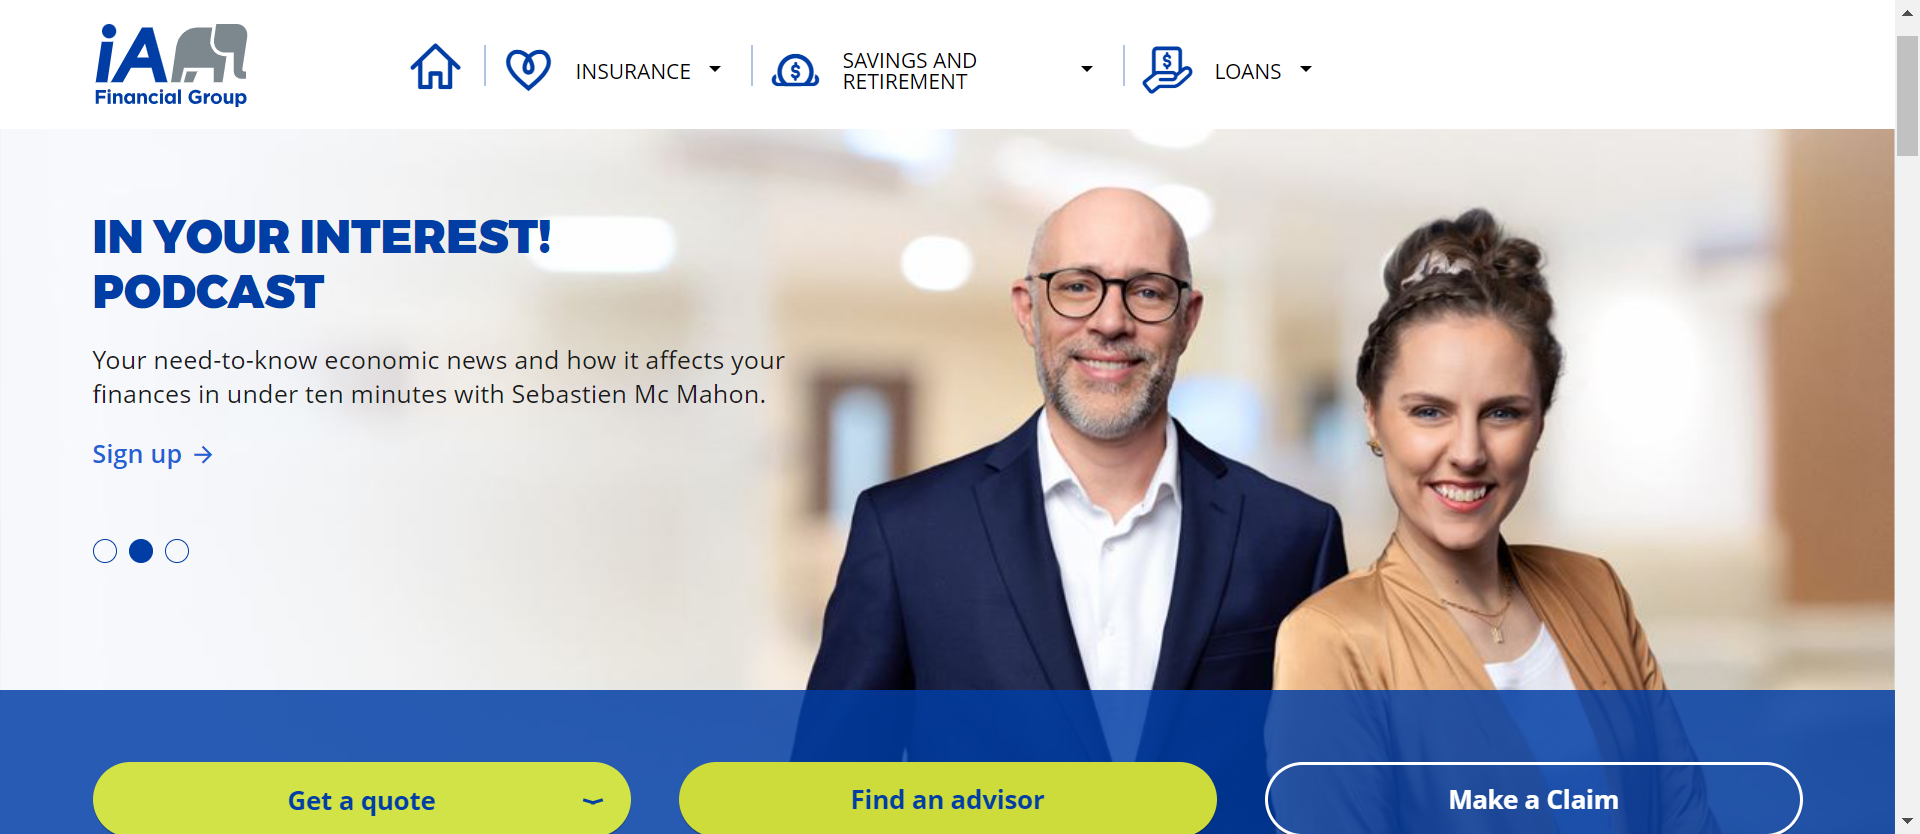 iA
Financial Group
INSURANCE
SAVINGS AND
RETIREMENT
LOANS
IN YOUR INTEREST!
PODCAST
Your need-to-know economic news and how it affects your
finances in under ten minutes with Sebastien Mc Mahon.
Sign up →
Get a quote
Find an advisor
Make a Claim